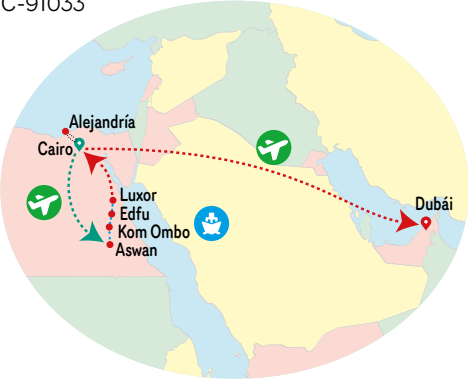 C-91033
Alejandría
Cairo
Luxor
Edfu
Kom Ombo
Aswan
Dubái